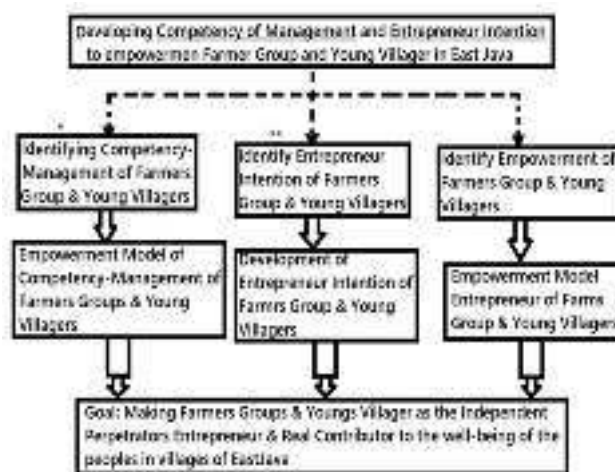 Developing Competency of Management and Entrepreneur Intention
to empowermen Farmer Group and Young Villager in East Java
Identifying Competency-
Management of Farmers
Group & Young Villagers
Identify Entrepreneur
Intention of Farmers
Group & Young Villagers
Identify Empowerment of
Farmers Group & Young
Villagers
Empowerment Model of
Competency-Management of
Farmers Groups & Young
Villagers
Development of
Entrepreneur Intention of
Farmrs Group & Young
Villagers
Empowerment Model
Entrepreneur of Farms
Group & Young Villagers
Goal: Making Farmers Groups & Youngs Villager as the Independent
Perpetrators Entrepreneur & Real Contributor to the well-being of the
peoples in villages of EastJava